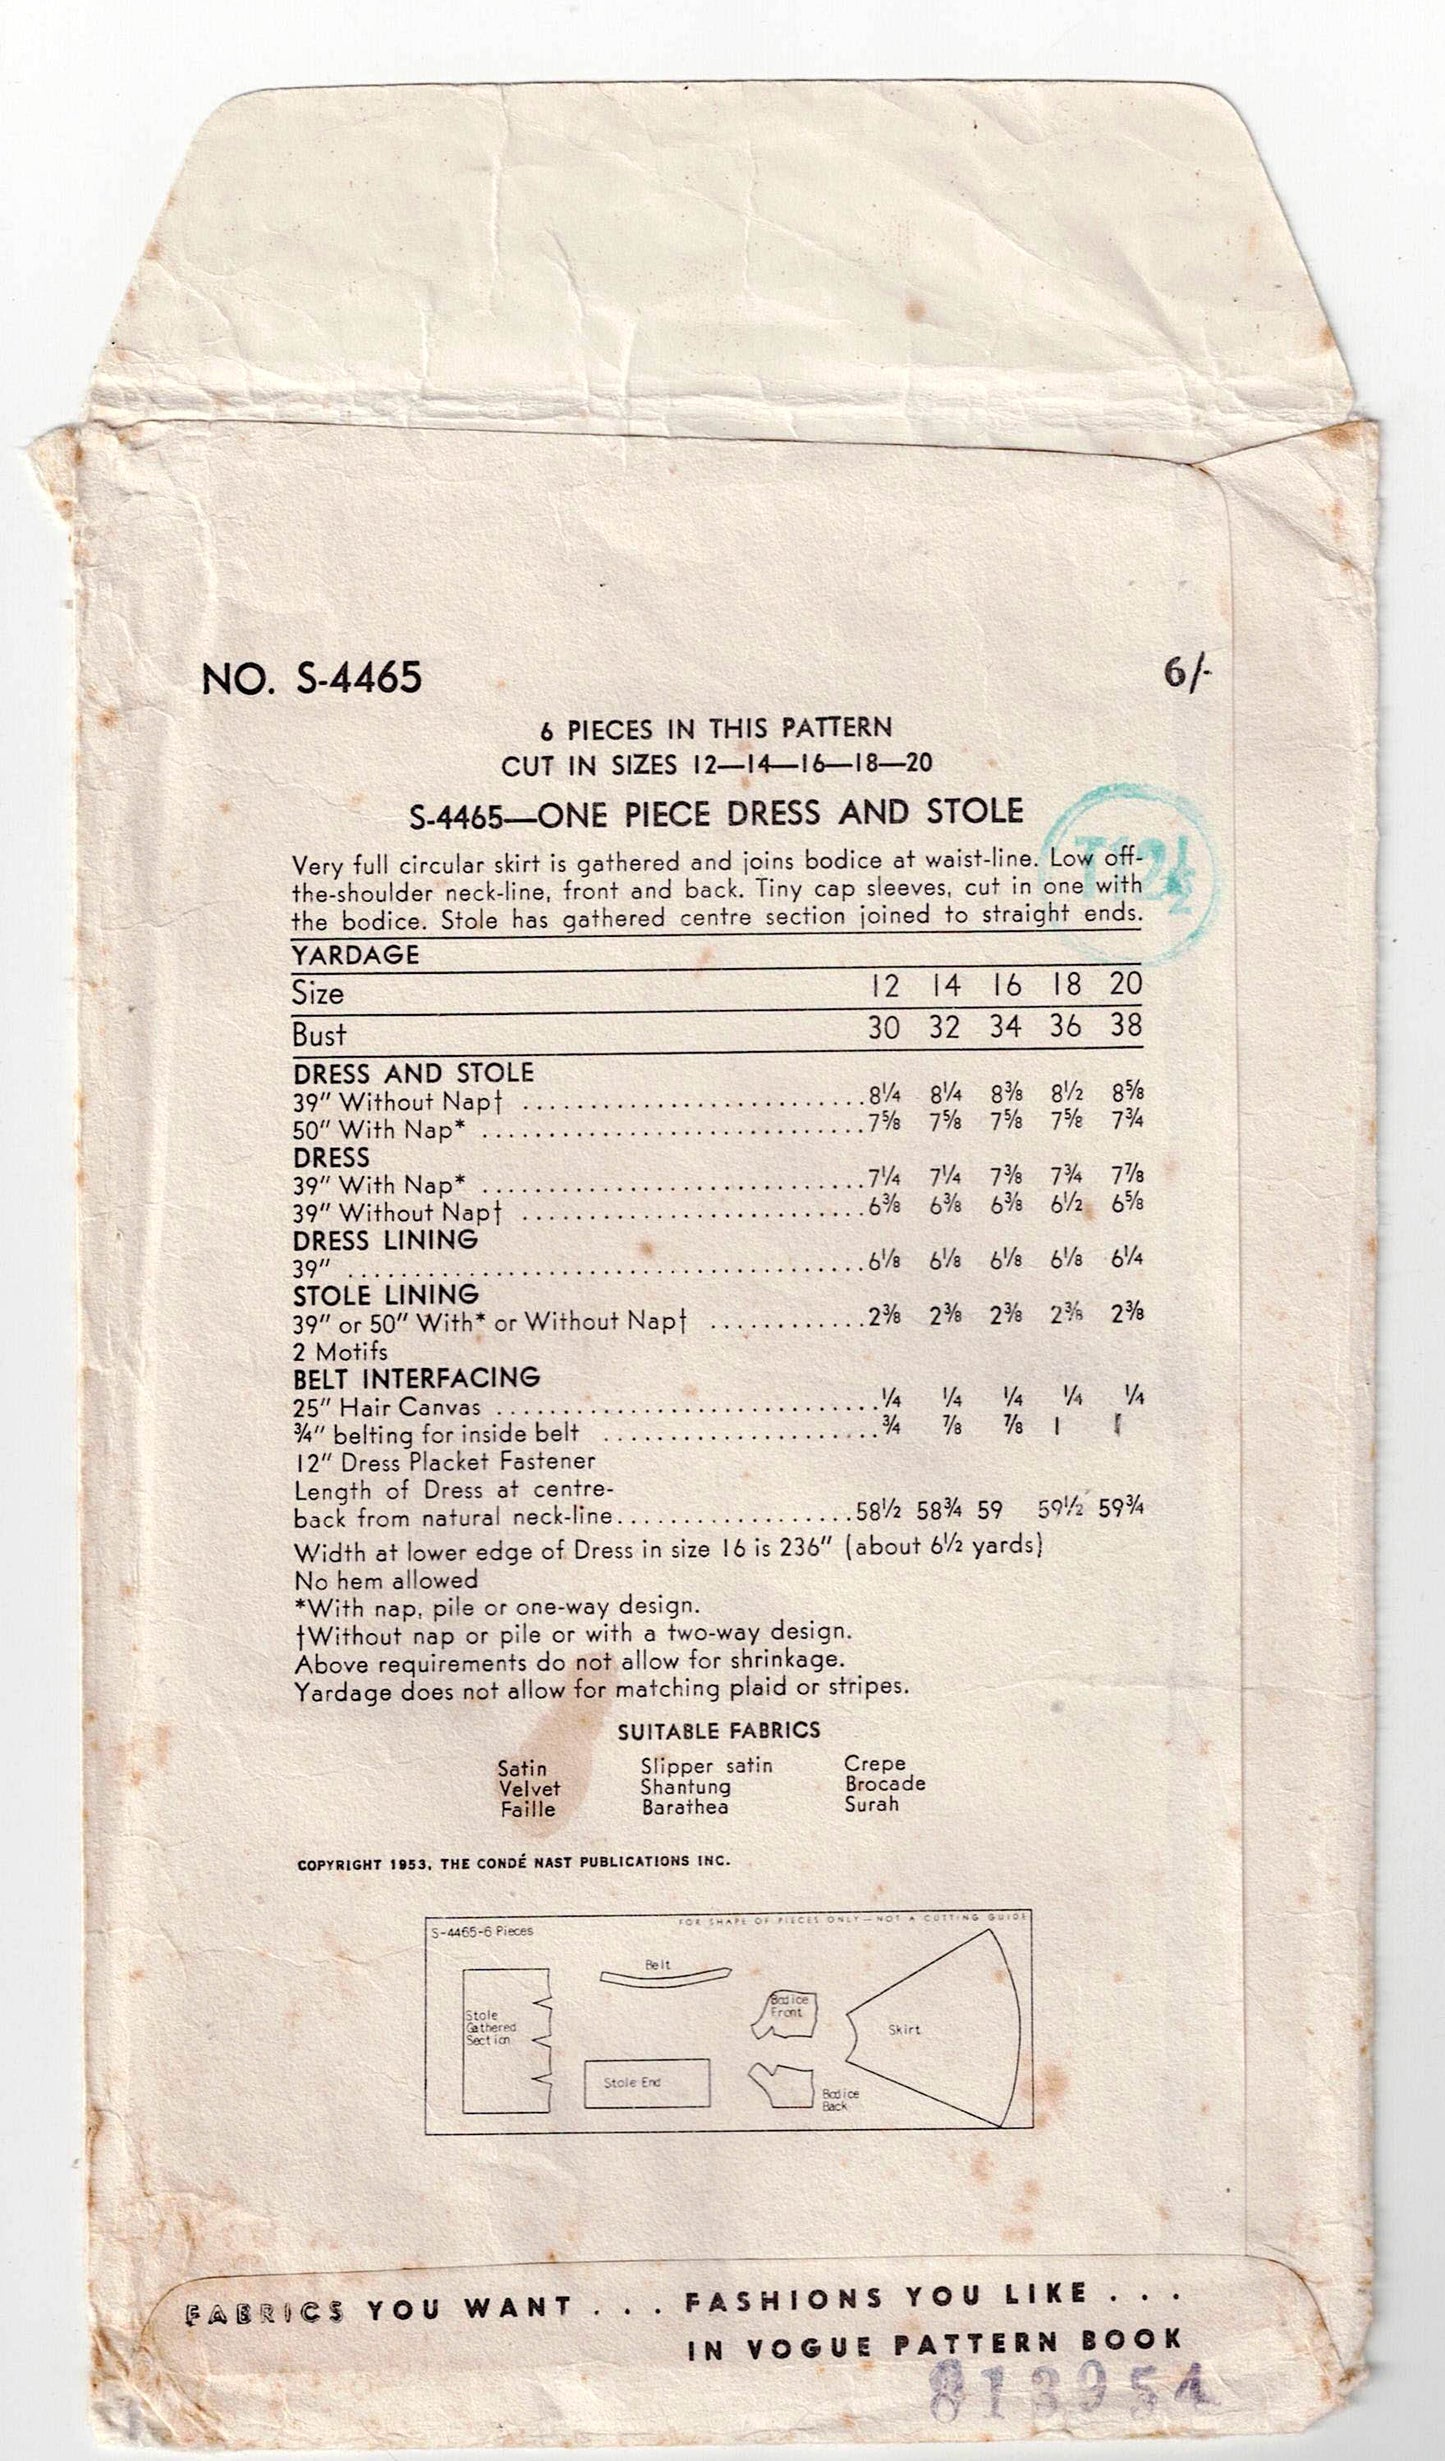 NO. S-4465
6/-
6 PIECES IN THIS PATTERN
CUT IN SIZES 12—14—16—18—20
S-4465—ONE PIECE DRESS AND STOLE
T12½
Very full circular skirt is gathered and joins bodice at waist-line. Low off-
the-shoulder neck-line, front and back. Tiny cap sleeves, cut in one with
the bodice. Stole has gathered centre section joined to straight ends.
YARDAGE
Size 12 14 16 18 20
Bust 30 32 34 36 38
DRESS AND STOLE
39" Without Nap† ........................... 8¼ 8¼ 8⅜ 8½ 8⅝
50" With Nap* .............................. 7⅝ 7⅝ 7⅝ 7⅝ 7¾
DRESS
39" With Nap* .............................. 7¼ 7¼ 7⅜ 7¾ 7⅞
39" Without Nap† ........................... 6⅜ 6⅜ 6⅜ 6½ 6⅝
DRESS LINING
39" ........................................ 6⅛ 6⅛ 6⅛ 6⅛ 6¼
STOLE LINING
39" or 50" With* or Without Nap† ............ 2⅜ 2⅜ 2⅜ 2⅜ 2⅜
2 Motifs
BELT INTERFACING
25" Hair Canvas .............................. ¼ ¼ ¼ ¼ ¼
¾" belting for inside belt ...................... ¾ ⅞ ⅞ 1 1
12" Dress Placket Fastener
Length of Dress at centre-
back from natural neck-line.................. 58½ 58¾ 59 59½ 59¾
Width at lower edge of Dress in size 16 is 236" (about 6½ yards)
No hem allowed
*With nap, pile or one-way design.
†Without nap or pile or with a two-way design.
Above requirements do not allow for shrinkage.
Yardage does not allow for matching plaid or stripes.
SUITABLE FABRICS
Satin Slipper satin Crepe
Velvet Shantung Brocade
Faille Barathea Surah
COPYRIGHT 1953, THE CONDÉ NAST PUBLICATIONS INC.
S-4465-6 Pieces
FOR SHAPE OF PIECES ONLY—NOT A CUTTING GUIDE
Belt
Stole
Gathered
Section
Bodice
Front
Skirt
Stole End
Bodice
Back
FABRICS YOU WANT . . . FASHIONS YOU LIKE . . .
IN VOGUE PATTERN BOOK
813954